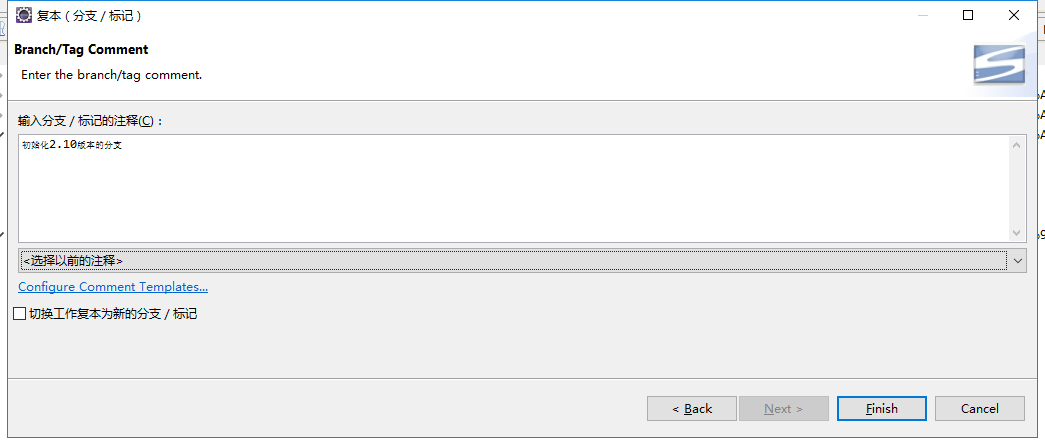 复本（分支 / 标记）
Branch/Tag Comment
Enter the branch/tag comment.
输入分支 / 标记的注释(C)：
初始化2.10版本的分支
<选择以前的注释>
Configure Comment Templates...
切换工作复本为新的分支 / 标记
< Back
Next >
Finish
Cancel